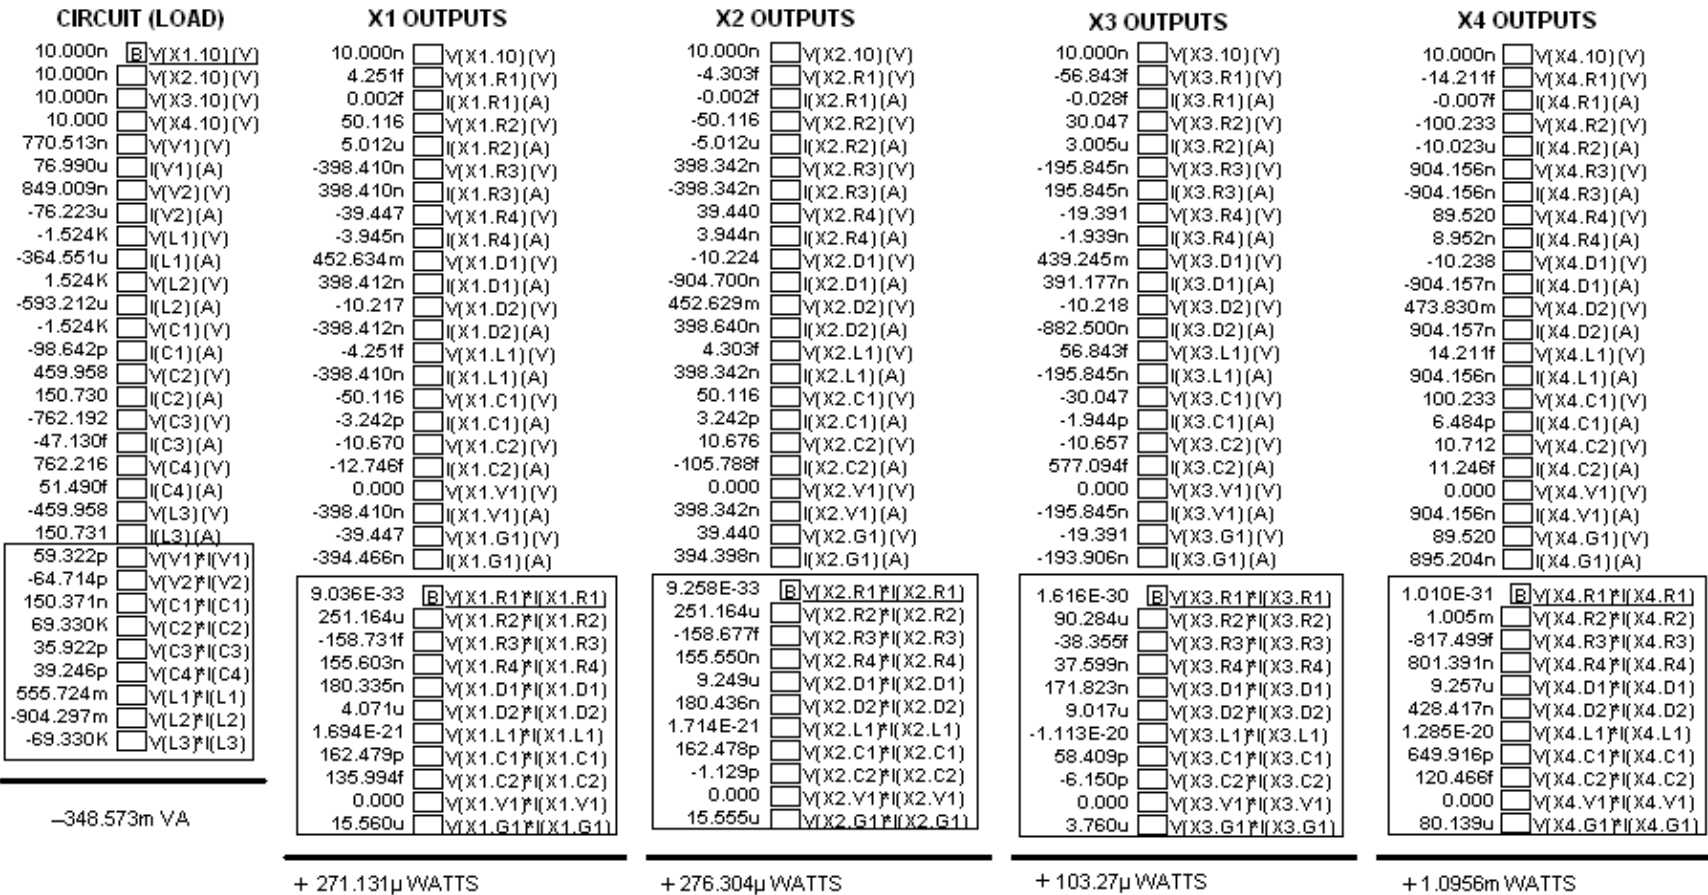 CIRCUIT (LOAD)
10.000n B V(X1.10)(V)
10.000n V(X2.10)(V)
10.000n V(X3.10)(V)
10.000 V(X4.10)(V)
770.513n V(V1)(V)
76.990u I(V1)(A)
849.009n V(V2)(V)
-76.223u I(V2)(A)
-1.524K V(L1)(V)
-364.551u I(L1)(A)
1.524K V(L2)(V)
-593.212u I(L2)(A)
-1.524K V(C1)(V)
-98.642p I(C1)(A)
459.958 V(C2)(V)
150.730 I(C2)(A)
-762.192 V(C3)(V)
-47.130f I(C3)(A)
762.216 V(C4)(V)
51.490f I(C4)(A)
-459.958 V(L3)(V)
150.731 I(L3)(A)
59.322p V(V1)*I(V1)
-64.714p V(V2)*I(V2)
150.371n V(C1)*I(C1)
69.330K V(C2)*I(C2)
35.922p V(C3)*I(C3)
39.246p V(C4)*I(C4)
555.724m V(L1)*I(L1)
-904.297m V(L2)*I(L2)
-69.330K V(L3)*I(L3)
–348.573m VA
X1 OUTPUTS
10.000n V(X1.10)(V)
4.251f V(X1.R1)(V)
0.002f I(X1.R1)(A)
50.116 V(X1.R2)(V)
5.012u I(X1.R2)(A)
-398.410n V(X1.R3)(V)
398.410n I(X1.R3)(A)
-39.447 V(X1.R4)(V)
-3.945n I(X1.R4)(A)
452.634m V(X1.D1)(V)
398.412n I(X1.D1)(A)
-10.217 V(X1.D2)(V)
-398.412n I(X1.D2)(A)
-4.251f V(X1.L1)(V)
-398.410n I(X1.L1)(A)
-50.116 V(X1.C1)(V)
-3.242p I(X1.C1)(A)
-10.670 V(X1.C2)(V)
-12.746f I(X1.C2)(A)
0.000 V(X1.V1)(V)
-398.410n I(X1.V1)(A)
-39.447 V(X1.G1)(V)
-394.466n I(X1.G1)(A)
9.036E-33 B V(X1.R1)*I(X1.R1)
251.164u V(X1.R2)*I(X1.R2)
-158.731f V(X1.R3)*I(X1.R3)
155.603n V(X1.R4)*I(X1.R4)
180.335n V(X1.D1)*I(X1.D1)
4.071u V(X1.D2)*I(X1.D2)
1.694E-21 V(X1.L1)*I(X1.L1)
162.479p V(X1.C1)*I(X1.C1)
135.994f V(X1.C2)*I(X1.C2)
0.000 V(X1.V1)*I(X1.V1)
15.560u V(X1.G1)*I(X1.G1)
+ 271.131µ WATTS
X2 OUTPUTS
10.000n V(X2.10)(V)
-4.303f V(X2.R1)(V)
-0.002f I(X2.R1)(A)
-50.116 V(X2.R2)(V)
-5.012u I(X2.R2)(A)
398.342n V(X2.R3)(V)
-398.342n I(X2.R3)(A)
39.440 V(X2.R4)(V)
3.944n I(X2.R4)(A)
-10.224 V(X2.D1)(V)
-904.700n I(X2.D1)(A)
452.629m V(X2.D2)(V)
398.640n I(X2.D2)(A)
4.303f V(X2.L1)(V)
398.342n I(X2.L1)(A)
50.116 V(X2.C1)(V)
3.242p I(X2.C1)(A)
10.676 V(X2.C2)(V)
-105.788f I(X2.C2)(A)
0.000 V(X2.V1)(V)
398.342n I(X2.V1)(A)
39.440 V(X2.G1)(V)
394.398n I(X2.G1)(A)
9.258E-33 B V(X2.R1)*I(X2.R1)
251.164u V(X2.R2)*I(X2.R2)
-158.677f V(X2.R3)*I(X2.R3)
155.550n V(X2.R4)*I(X2.R4)
9.249u V(X2.D1)*I(X2.D1)
180.436n V(X2.D2)*I(X2.D2)
1.714E-21 V(X2.L1)*I(X2.L1)
162.478p V(X2.C1)*I(X2.C1)
-1.129p V(X2.C2)*I(X2.C2)
0.000 V(X2.V1)*I(X2.V1)
15.555u V(X2.G1)*I(X2.G1)
+ 276.304µ WATTS
X3 OUTPUTS
10.000n V(X3.10)(V)
-56.843f V(X3.R1)(V)
-0.028f I(X3.R1)(A)
30.047 V(X3.R2)(V)
3.005u I(X3.R2)(A)
-195.845n V(X3.R3)(V)
195.845n I(X3.R3)(A)
-19.391 V(X3.R4)(V)
-1.939n I(X3.R4)(A)
439.245m V(X3.D1)(V)
391.177n I(X3.D1)(A)
-10.218 V(X3.D2)(V)
-882.500n I(X3.D2)(A)
56.843f V(X3.L1)(V)
-195.845n I(X3.L1)(A)
-30.047 V(X3.C1)(V)
-1.944p I(X3.C1)(A)
-10.657 V(X3.C2)(V)
577.094f I(X3.C2)(A)
0.000 V(X3.V1)(V)
-195.845n I(X3.V1)(A)
-19.391 V(X3.G1)(V)
-193.906n I(X3.G1)(A)
1.616E-30 B V(X3.R1)*I(X3.R1)
90.284u V(X3.R2)*I(X3.R2)
-38.355f V(X3.R3)*I(X3.R3)
37.599n V(X3.R4)*I(X3.R4)
171.823n V(X3.D1)*I(X3.D1)
9.017u V(X3.D2)*I(X3.D2)
-1.113E-20 V(X3.L1)*I(X3.L1)
58.409p V(X3.C1)*I(X3.C1)
-6.150p V(X3.C2)*I(X3.C2)
0.000 V(X3.V1)*I(X3.V1)
3.760u V(X3.G1)*I(X3.G1)
+ 103.27µ WATTS
X4 OUTPUTS
10.000n V(X4.10)(V)
-14.211f V(X4.R1)(V)
-0.007f I(X4.R1)(A)
-100.233 V(X4.R2)(V)
-10.023u I(X4.R2)(A)
904.156n V(X4.R3)(V)
-904.156n I(X4.R3)(A)
89.520 V(X4.R4)(V)
8.952n I(X4.R4)(A)
-10.238 V(X4.D1)(V)
-904.157n I(X4.D1)(A)
473.830m V(X4.D2)(V)
904.157n I(X4.D2)(A)
14.211f V(X4.L1)(V)
904.156n I(X4.L1)(A)
100.233 V(X4.C1)(V)
6.484p I(X4.C1)(A)
10.712 V(X4.C2)(V)
11.246f I(X4.C2)(A)
0.000 V(X4.V1)(V)
904.156n I(X4.V1)(A)
89.520 V(X4.G1)(V)
895.204n I(X4.G1)(A)
1.010E-31 B V(X4.R1)*I(X4.R1)
1.005m V(X4.R2)*I(X4.R2)
-817.499f V(X4.R3)*I(X4.R3)
801.391n V(X4.R4)*I(X4.R4)
9.257u V(X4.D1)*I(X4.D1)
428.417n V(X4.D2)*I(X4.D2)
1.285E-20 V(X4.L1)*I(X4.L1)
649.916p V(X4.C1)*I(X4.C1)
120.466f V(X4.C2)*I(X4.C2)
0.000 V(X4.V1)*I(X4.V1)
80.139u V(X4.G1)*I(X4.G1)
+ 1.0956m WATTS